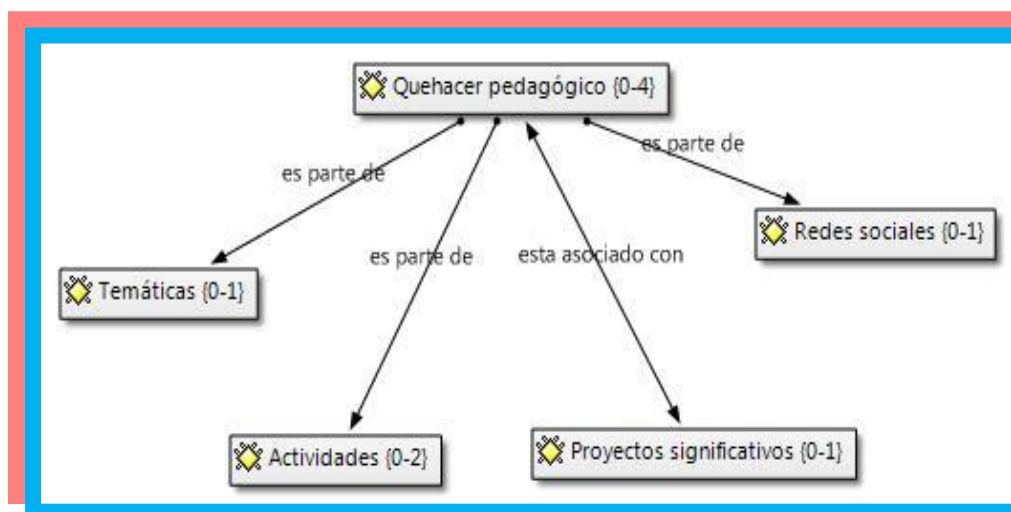 Quehacer pedagógico {0-4}
es parte de
es parte de
Redes sociales {0-1}
es parte de
esta asociado con
Temáticas {0-1}
Actividades {0-2}
Proyectos significativos {0-1}